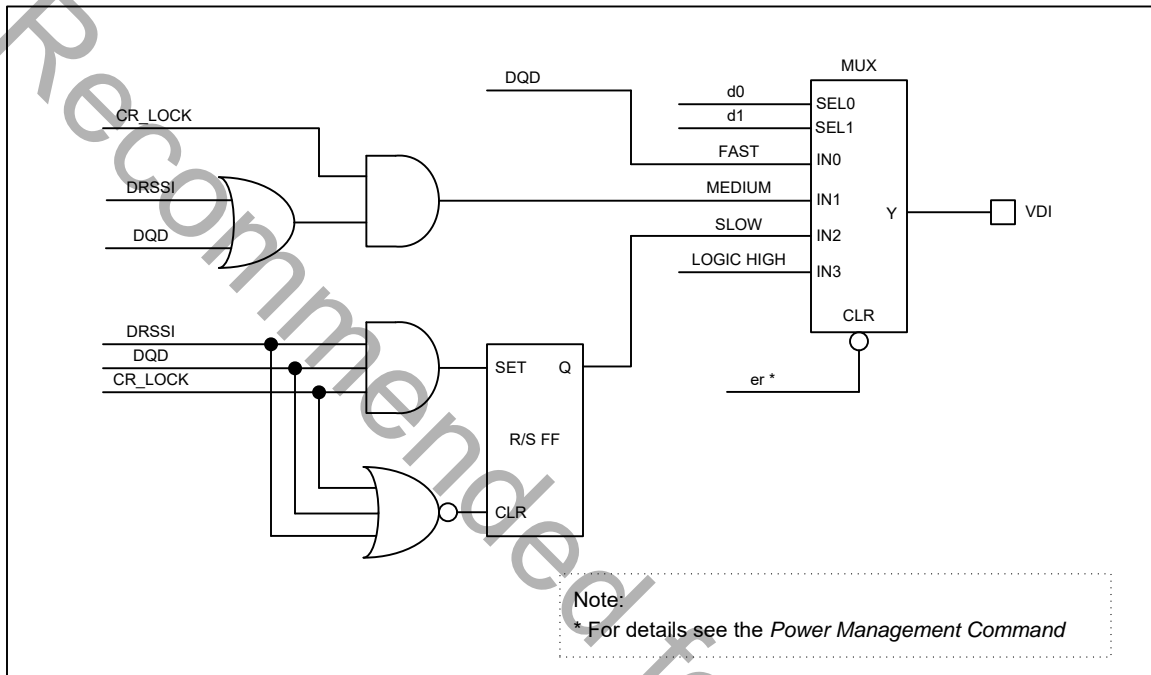 MUX
DQD
d0
SEL0
d1
SEL1
CR_LOCK
FAST
IN0
DRSSI
MEDIUM
IN1
Y
VDI
DQD
SLOW
IN2
LOGIC HIGH
IN3
CLR
DRSSI
DQD
SET
Q
CR_LOCK
er *
R/S FF
CLR
Note:
* For details see the Power Management Command
Recommended f